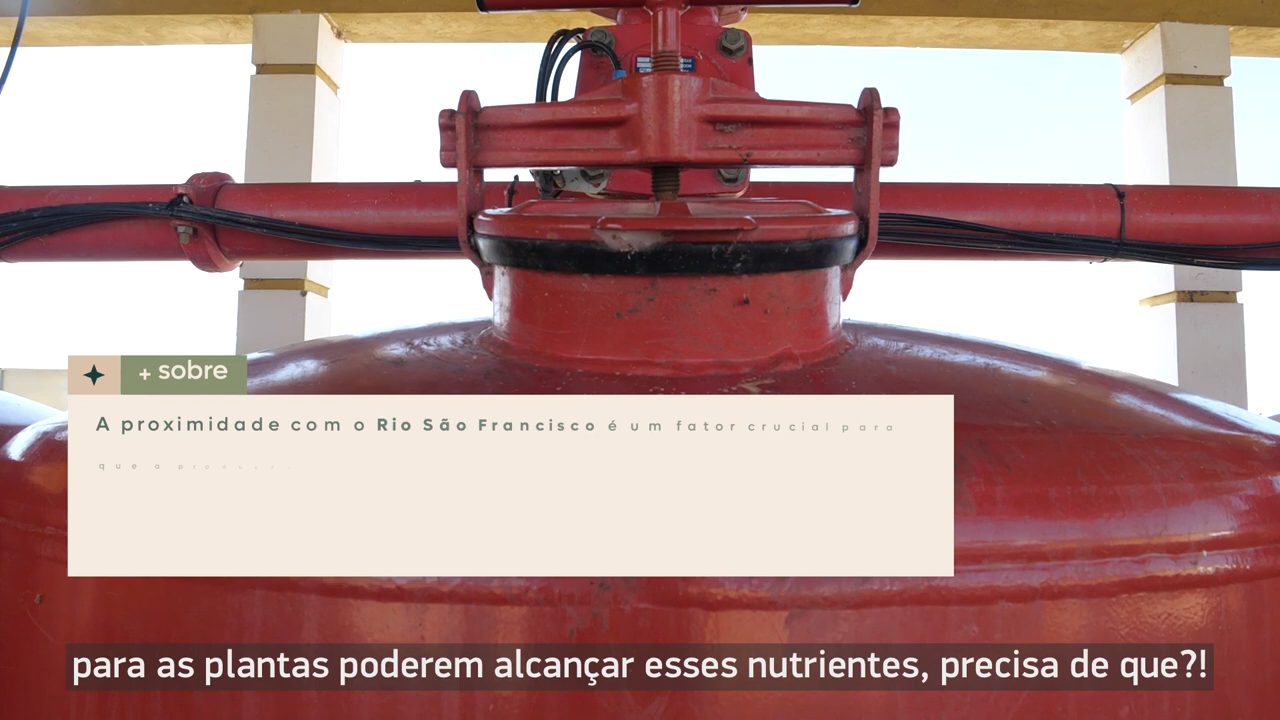 + sobre
A proximidade com o Rio São Francisco é um fator crucial para
que a
para as plantas poderem alcançar esses nutrientes, precisa de que?!